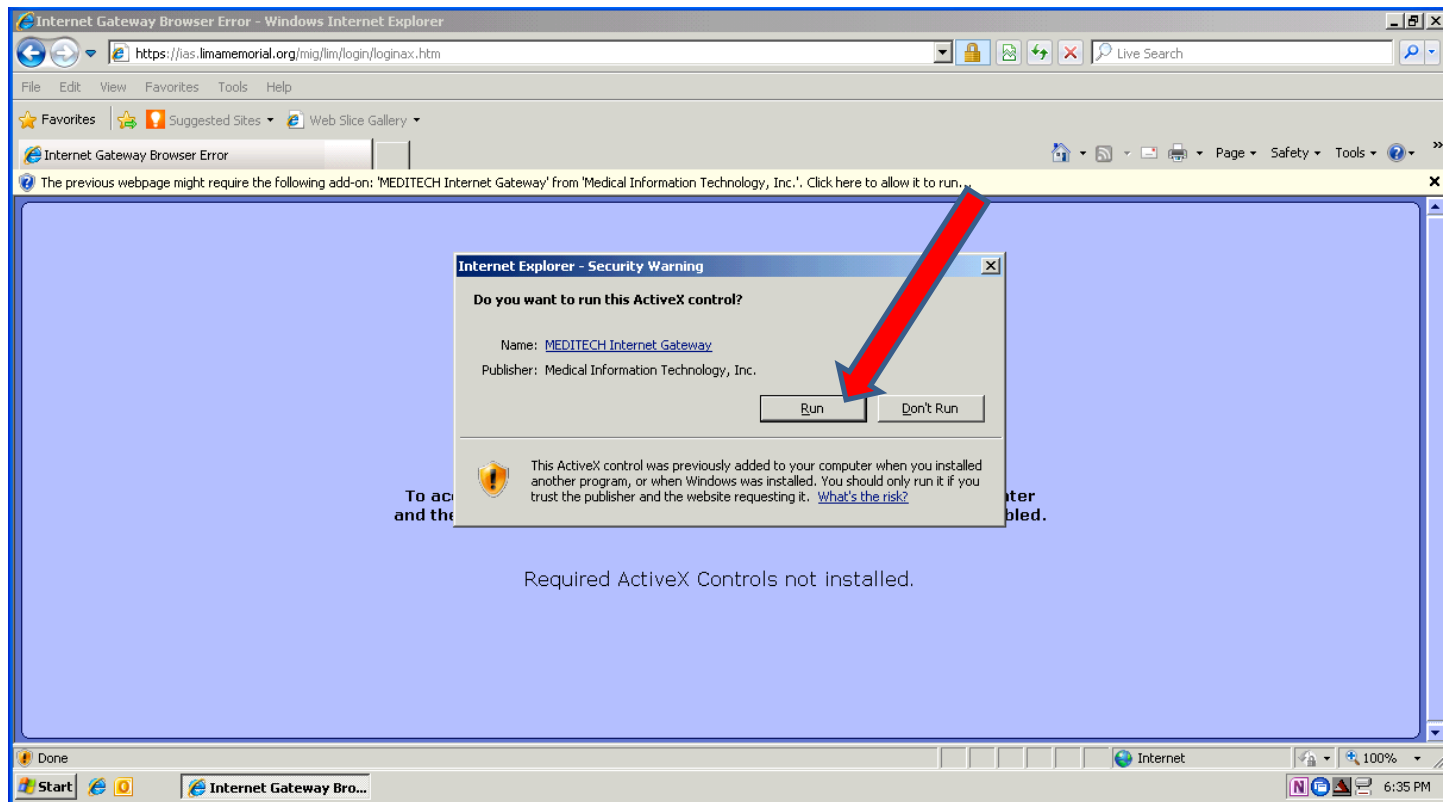 Internet Gateway Browser Error - Windows Internet Explorer
https://ias.limamemorial.org/mig/lim/login/loginax.htm
Live Search
File Edit View Favorites Tools Help
Favorites Suggested Sites Web Slice Gallery
Internet Gateway Browser Error
Page Safety Tools
The previous webpage might require the following add-on: 'MEDITECH Internet Gateway' from 'Medical Information Technology, Inc.'. Click here to allow it to run...
Internet Explorer - Security Warning
Do you want to run this ActiveX control?
Name: MEDITECH Internet Gateway
Publisher: Medical Information Technology, Inc.
Run Don't Run
This ActiveX control was previously added to your computer when you installed
another program, or when Windows was installed. You should only run it if you
trust the publisher and the website requesting it. What's the risk?
To
and
Required ActiveX Controls not installed.
Done
Internet
100%
Start
Internet Gateway Bro...
6:35 PM